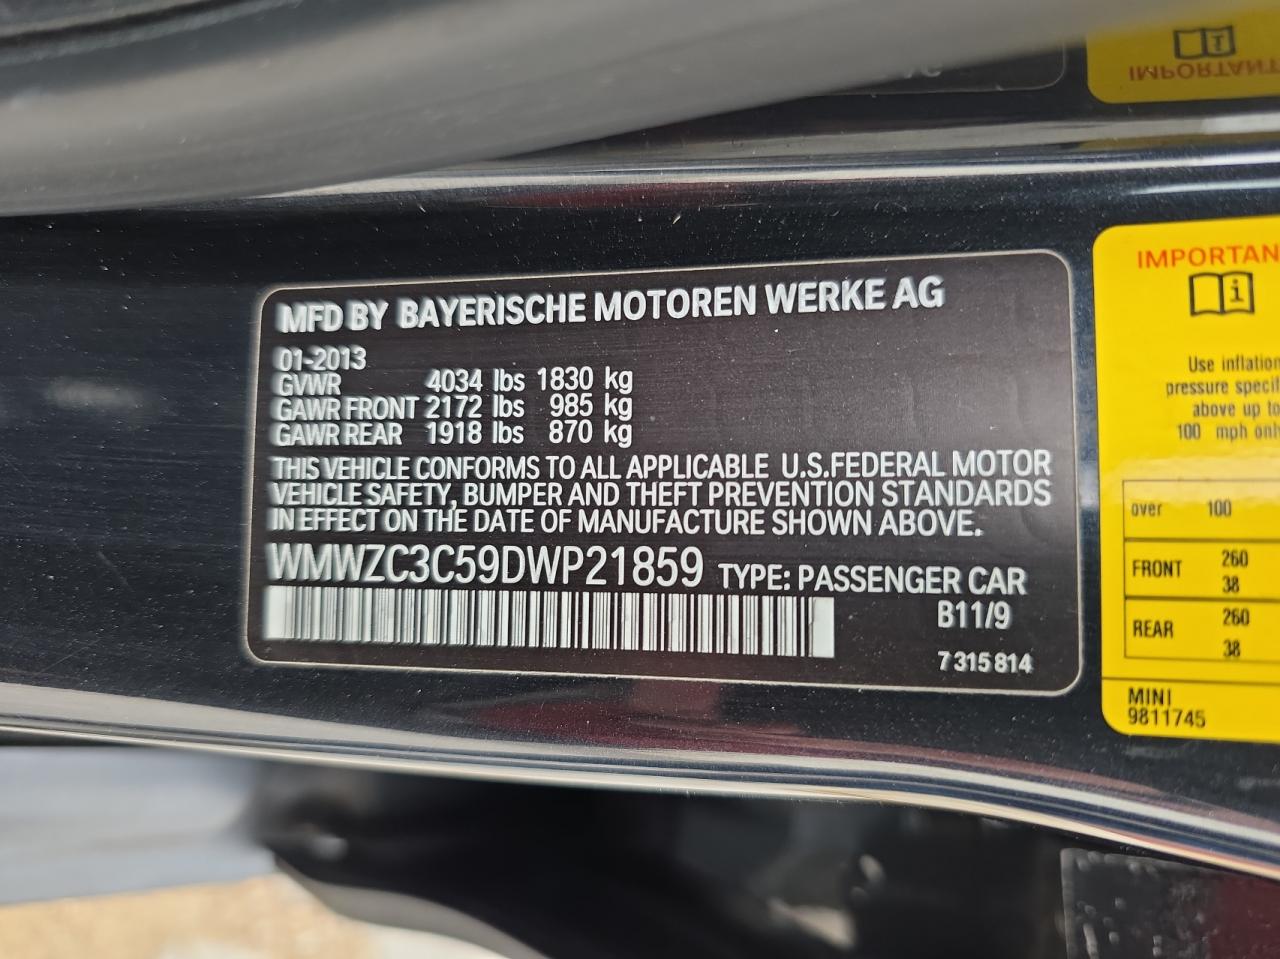 IMPORTANT
MFD BY BAYERISCHE MOTOREN WERKE AG
01-2013
GVWR 4034 lbs 1830 kg
GAWR FRONT 2172 lbs 985 kg
GAWR REAR 1918 lbs 870 kg
THIS VEHICLE CONFORMS TO ALL APPLICABLE U.S.FEDERAL MOTOR
VEHICLE SAFETY, BUMPER AND THEFT PREVENTION STANDARDS
IN EFFECT ON THE DATE OF MANUFACTURE SHOWN ABOVE.
WMWZC3C59DWP21859 TYPE: PASSENGER CAR
B11/9
7 315 814
IMPORTAN
Use inflation
pressure specif
above up to
100 mph only
over 100
FRONT 260
38
REAR 260
38
MINI
9811745